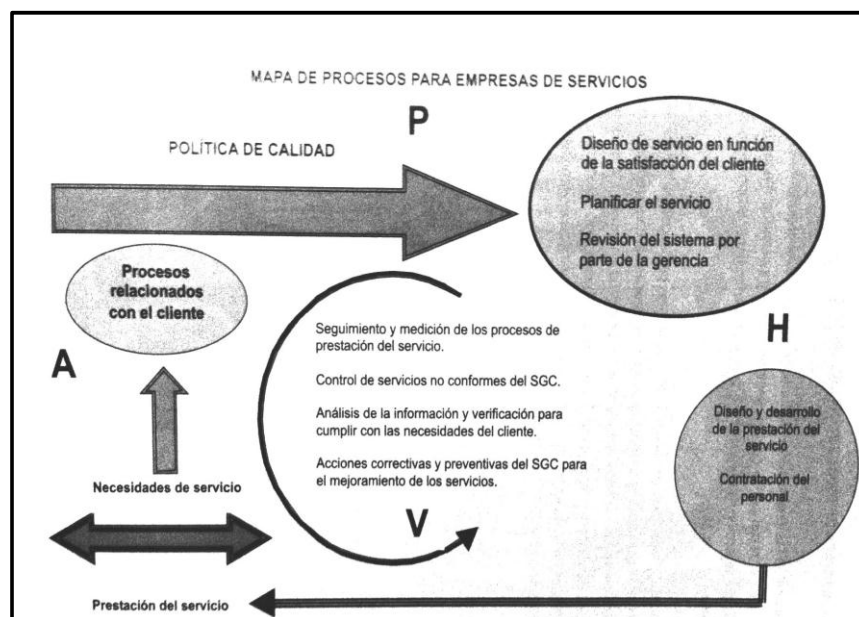 MAPA DE PROCESOS PARA EMPRESAS DE SERVICIOS
P
POLÍTICA DE CALIDAD
Diseño de servicio en función
de la satisfacción del cliente
Planificar el servicio
Revisión del sistema por
parte de la gerencia
Procesos
relacionados
con el cliente
H
A
Seguimiento y medición de los procesos de
prestación del servicio.
Control de servicios no conformes del SGC.
Análisis de la información y verificación para
cumplir con las necesidades del cliente.
Acciones correctivas y preventivas del SGC para
el mejoramiento de los servicios.
Diseño y desarrollo
de la prestación del
servicio
Contratación del
personal
Necesidades de servicio
V
Prestación del servicio